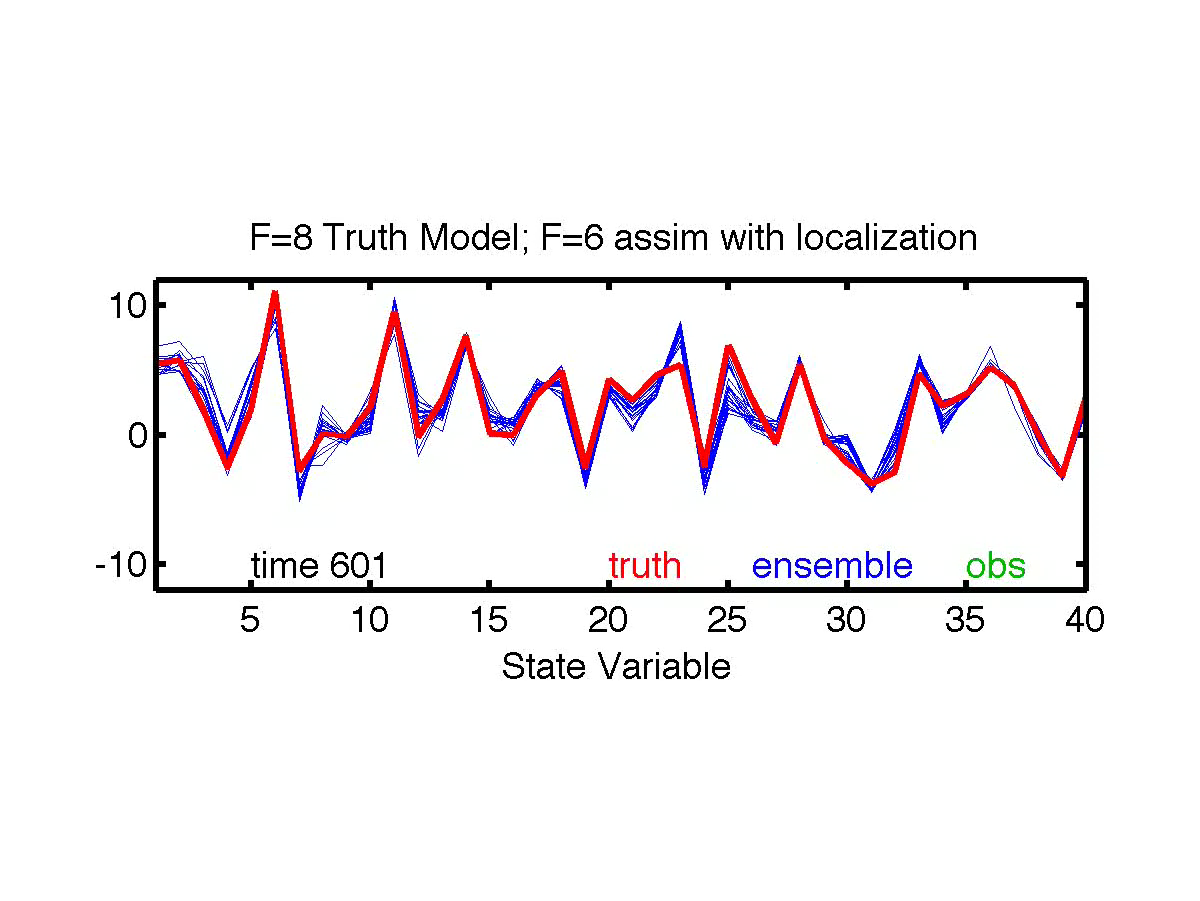 F=8 Truth Model; F=6 assim with localization
10
0
-10
time 601 truth ensemble obs
5 10 15 20 25 30 35 40
State Variable